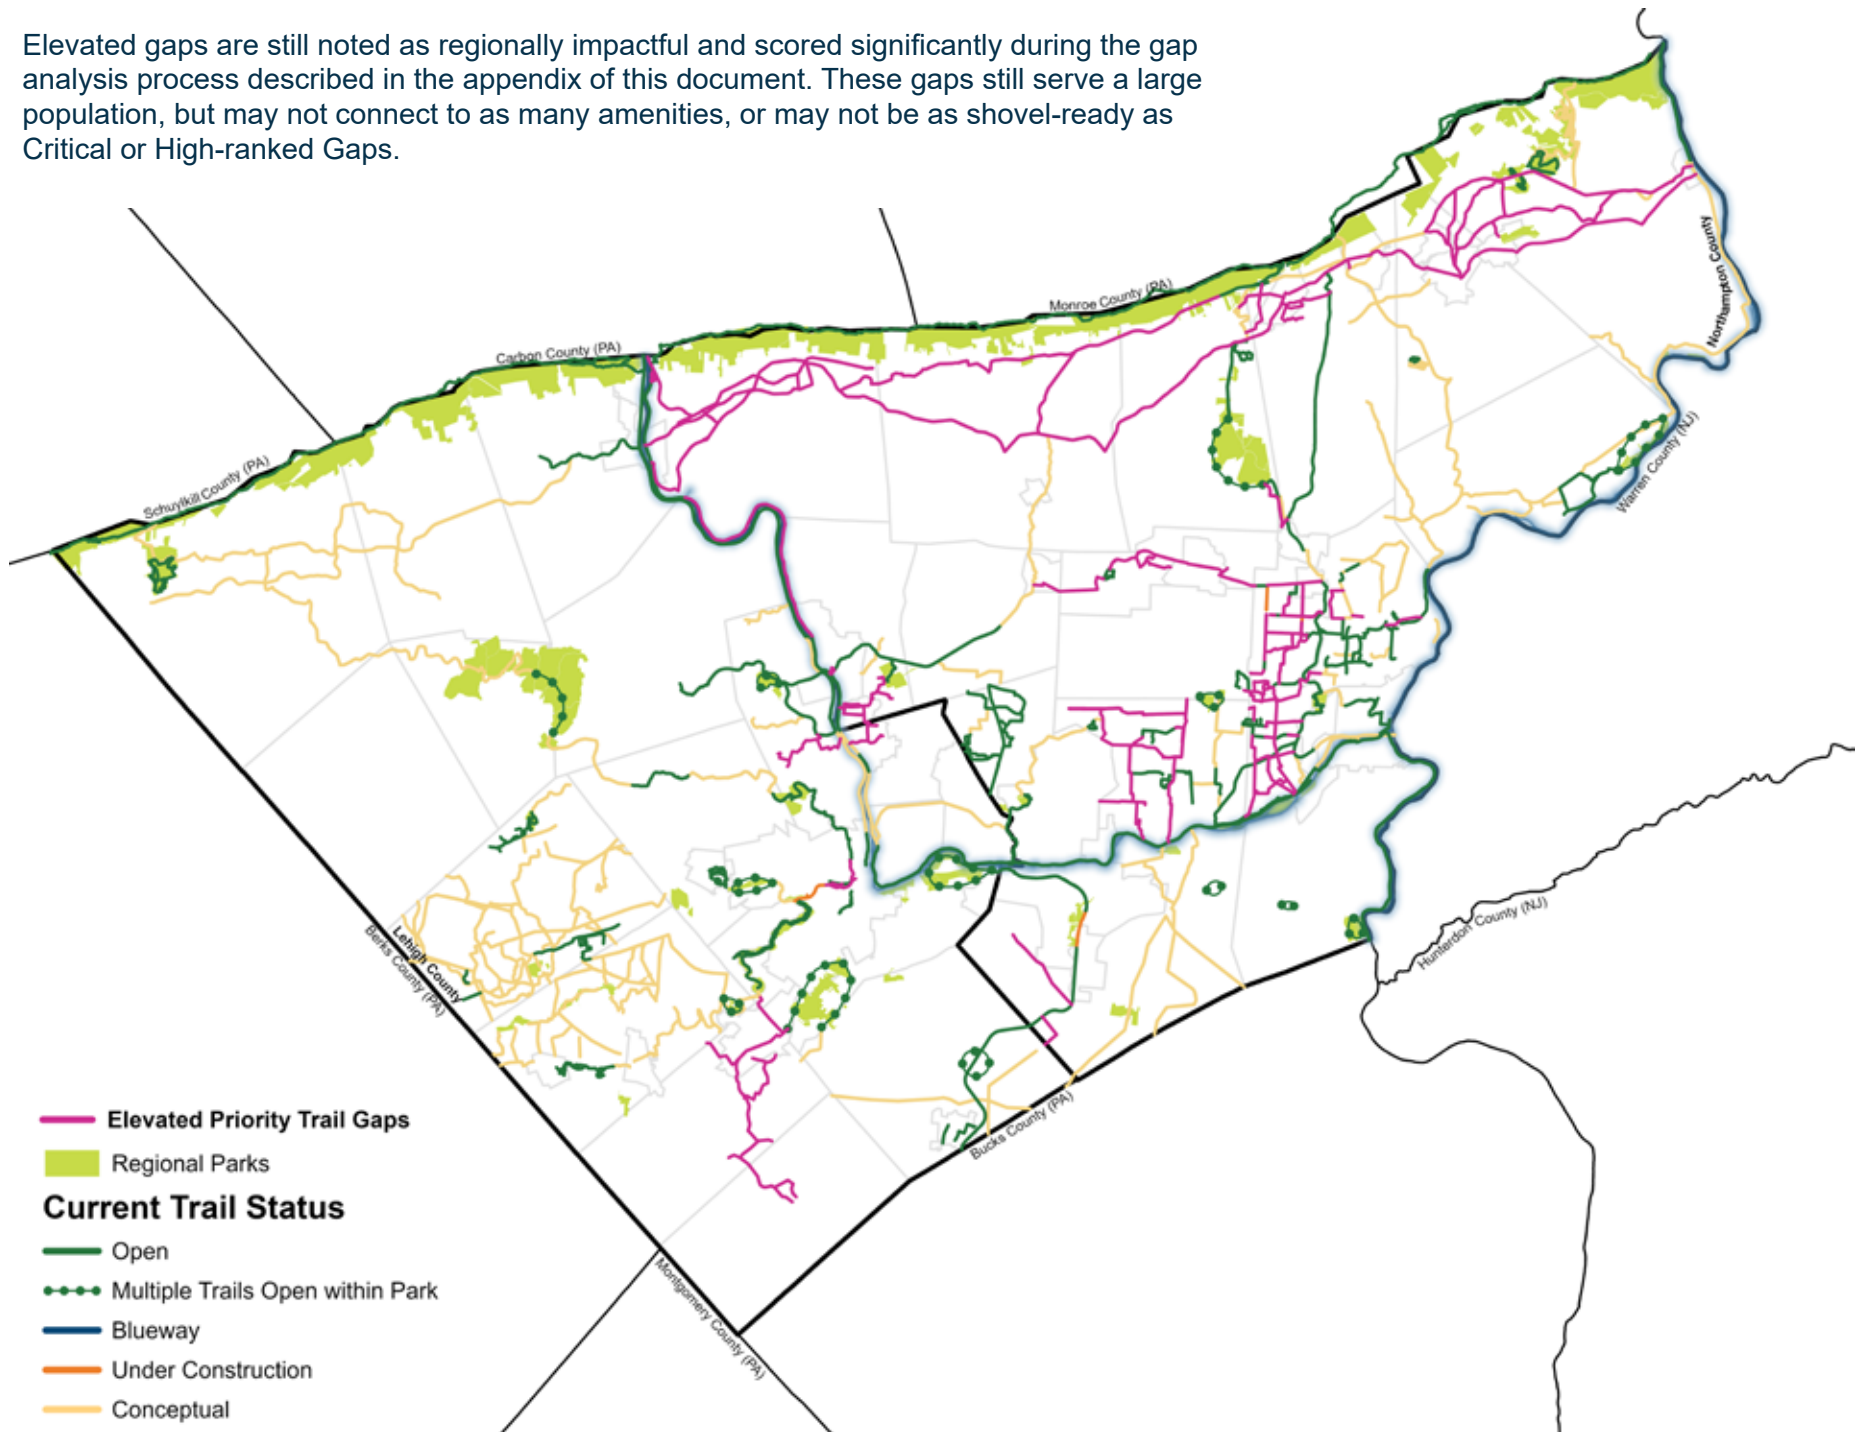 Elevated gaps are still noted as regionally impactful and scored significantly during the gap
analysis process described in the appendix of this document. These gaps still serve a large
population, but may not connect to as many amenities, or may not be as shovel-ready as
Critical or High-ranked Gaps.
Northampton County
Monroe County (PA)
Carbon County (PA)
Schuylkill County (PA)
Warren County (NJ)
Hunterdon County (NJ)
Lehigh County
Berks County (PA)
Bucks County (PA)
Montgomery County (PA)
Elevated Priority Trail Gaps
Regional Parks
Current Trail Status
Open
Multiple Trails Open within Park
Blueway
Under Construction
Conceptual